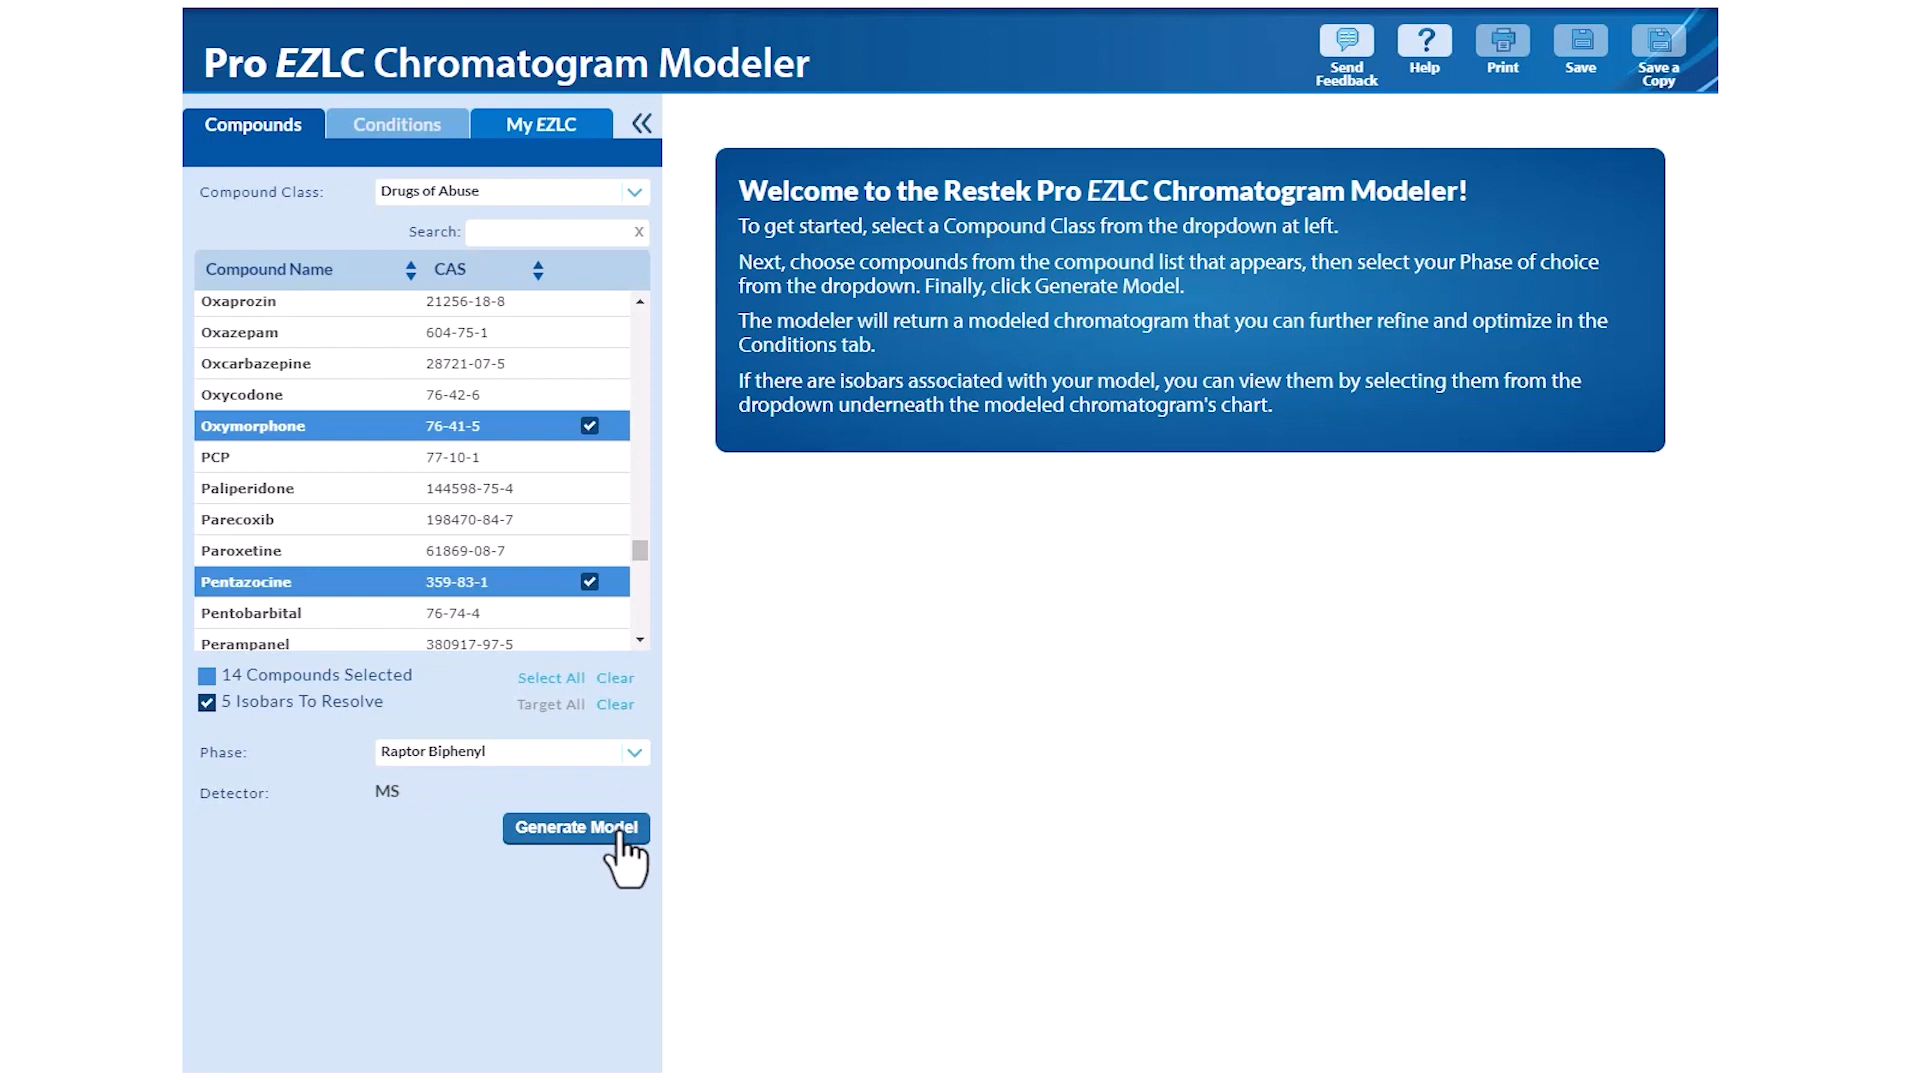 Pro EZLC Chromatogram Modeler
Send Feedback
Help
Print
Save
Save a Copy
Compounds
Conditions
My EZLC
Compound Class:
Drugs of Abuse
Search:
X
Compound Name
CAS
Oxaprozin 21256-18-8
Oxazepam 604-75-1
Oxcarbazepine 28721-07-5
Oxycodone 76-42-6
Oxymorphone 76-41-5
PCP 77-10-1
Paliperidone 144598-75-4
Parecoxib 198470-84-7
Paroxetine 61869-08-7
Pentazocine 359-83-1
Pentobarbital 76-74-4
Perampanel 380917-97-5
14 Compounds Selected
Select All Clear
5 Isobars To Resolve
Target All Clear
Phase:
Raptor Biphenyl
Detector:
MS
Generate Model
Welcome to the Restek Pro EZLC Chromatogram Modeler!
To get started, select a Compound Class from the dropdown at left.
Next, choose compounds from the compound list that appears, then select your Phase of choice
from the dropdown. Finally, click Generate Model.
The modeler will return a modeled chromatogram that you can further refine and optimize in the
Conditions tab.
If there are isobars associated with your model, you can view them by selecting them from the
dropdown underneath the modeled chromatogram's chart.